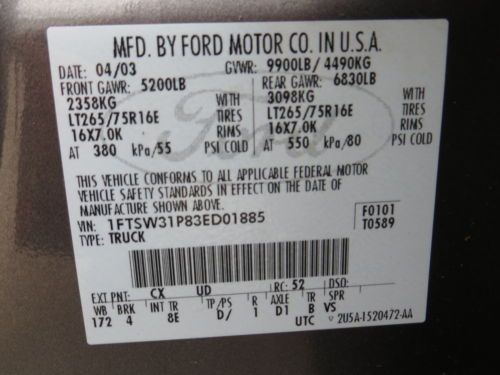 MFD. BY FORD MOTOR CO. IN U.S.A.
DATE: 04/03 GVWR: 9900LB/ 4490KG
FRONT GAWR: 5200LB REAR GAWR: 6830LB
2358KG WITH 3098KG WITH
LT265/75R16E TIRES LT265/75R16E TIRES
16X7.0K RIMS 16X7.0K RIMS
AT 380 kPa/55 PSI COLD AT 550 kPa/80 PSI COLD
Ford
THIS VEHICLE CONFORMS TO ALL APPLICABLE FEDERAL MOTOR
VEHICLE SAFETY STANDARDS IN EFFECT ON THE DATE OF
MANUFACTURE SHOWN ABOVE.
VIN: 1FTSW31P83ED01885 F0101
TYPE: TRUCK T0589
EXT PNT: CX UD RC: 52 DSO:
WB BRK INT TR TP/PS R AXLE TR SPR
172 4 8E D/ 1 D1 B VS
UTC 2U5A-1520472-AA